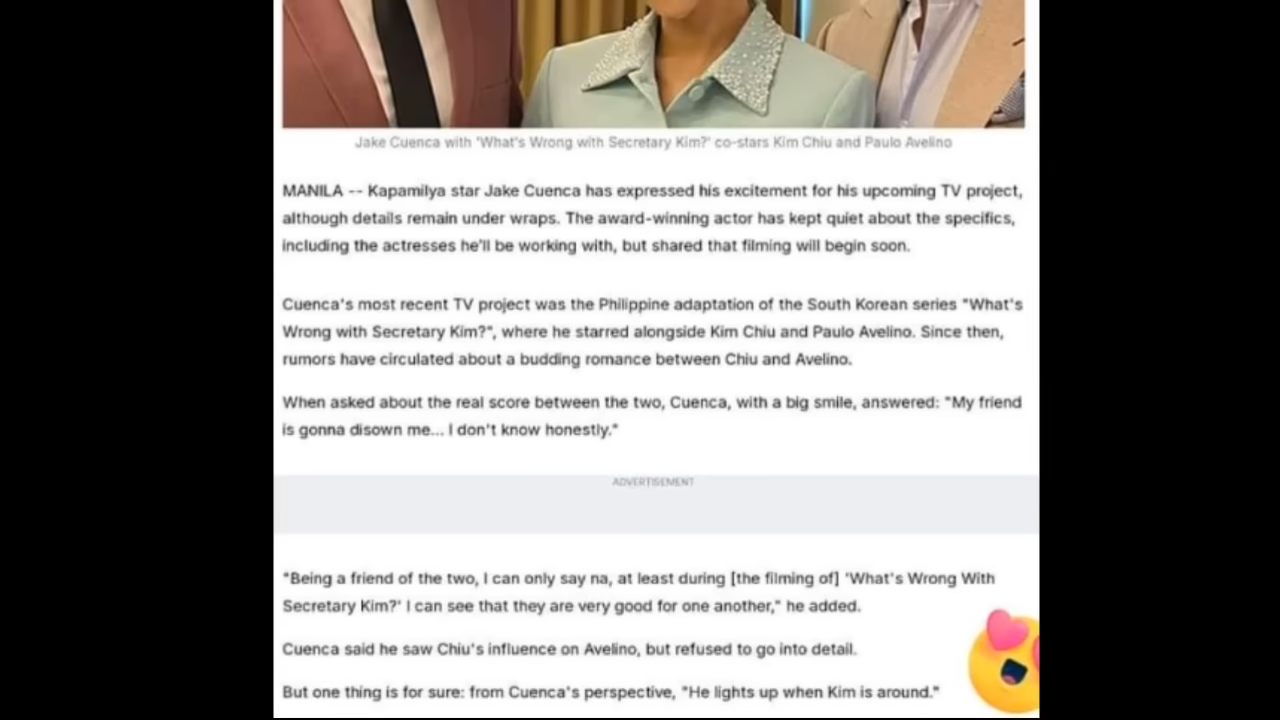 Jake Cuenca with 'What's Wrong with Secretary Kim?' co-stars Kim Chiu and Paulo Avelino
MANILA -- Kapamilya star Jake Cuenca has expressed his excitement for his upcoming TV project,
although details remain under wraps. The award-winning actor has kept quiet about the specifics,
including the actresses he'll be working with, but shared that filming will begin soon.
Cuenca's most recent TV project was the Philippine adaptation of the South Korean series "What's
Wrong with Secretary Kim?", where he starred alongside Kim Chiu and Paulo Avelino. Since then,
rumors have circulated about a budding romance between Chiu and Avelino.
When asked about the real score between the two, Cuenca, with a big smile, answered: "My friend
is gonna disown me... I don't know honestly."
ADVERTISEMENT
"Being a friend of the two, I can only say na, at least during [the filming of] 'What's Wrong With
Secretary Kim?' I can see that they are very good for one another," he added.
Cuenca said he saw Chiu's influence on Avelino, but refused to go into detail.
But one thing is for sure: from Cuenca's perspective, "He lights up when Kim is around."